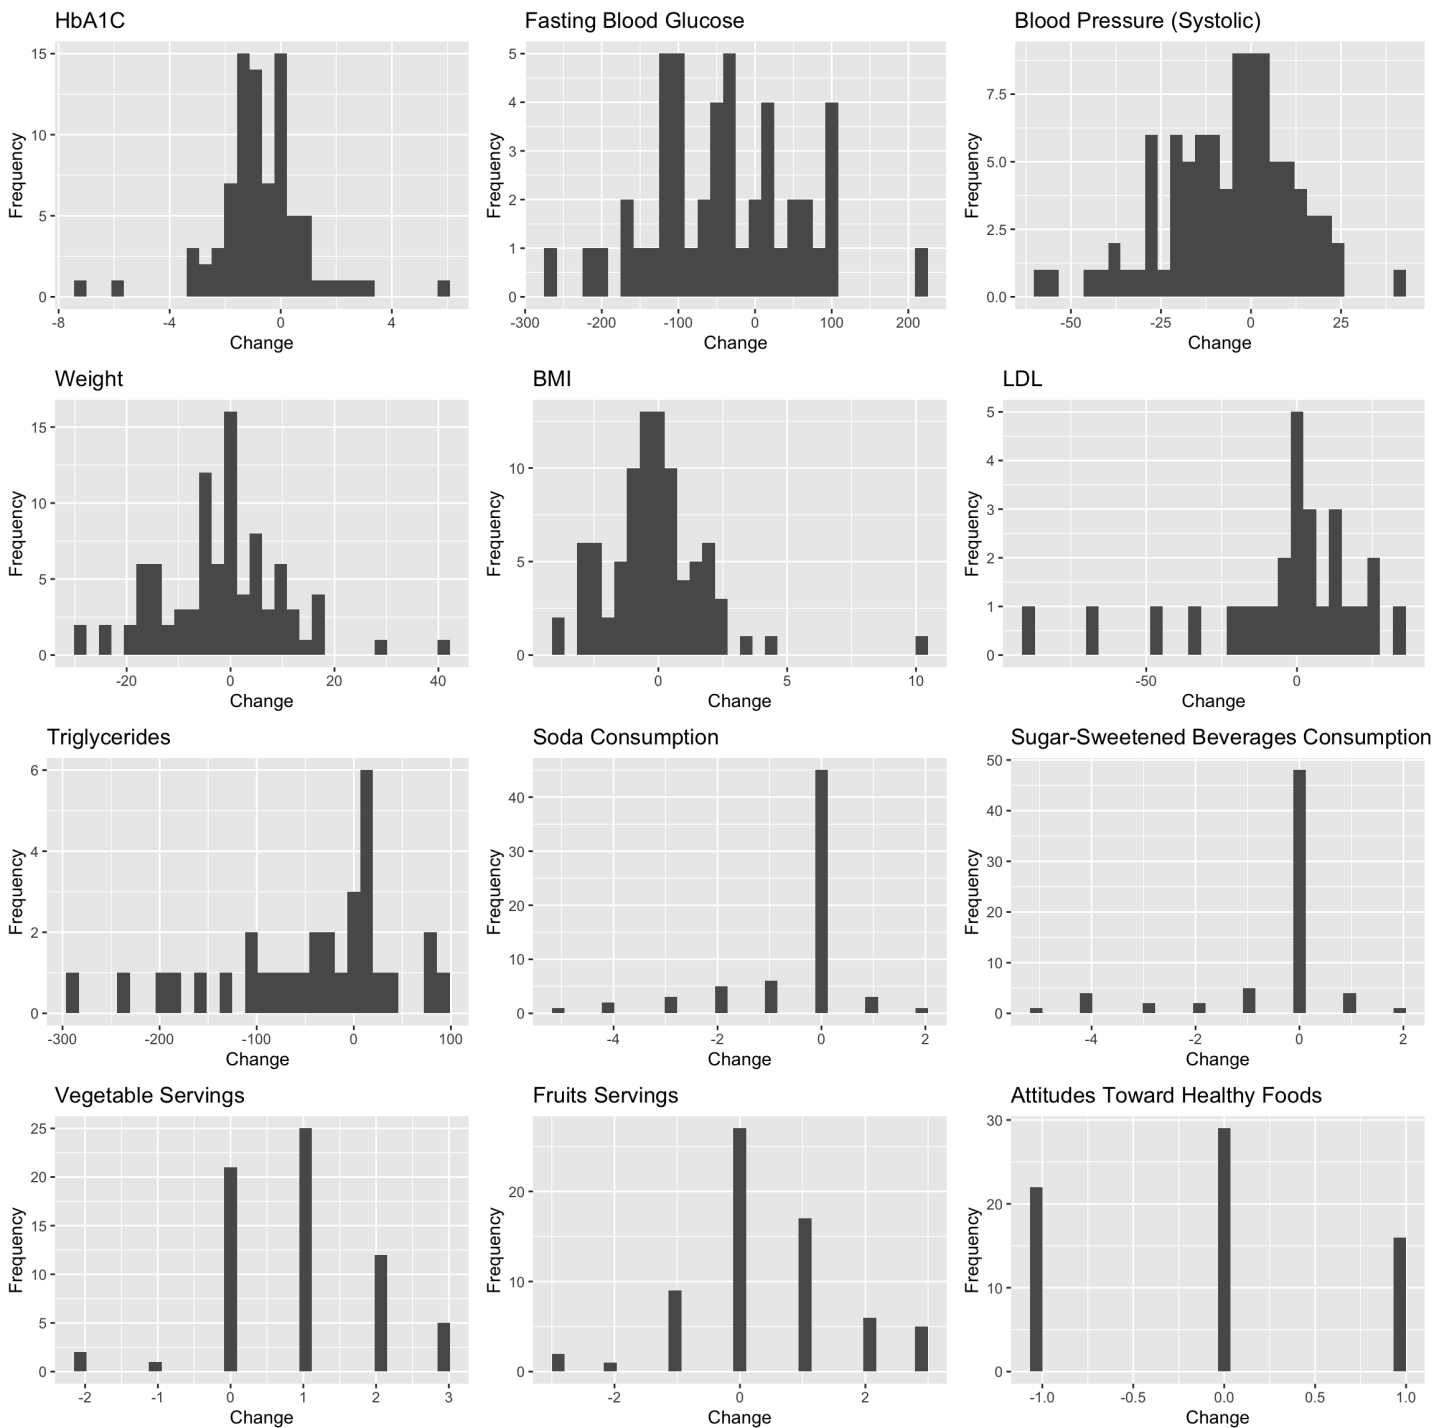 HbA1C
Fasting Blood Glucose
Blood Pressure (Systolic)
15
10
5
0
Frequency
-8
-4
0
4
Change
5
4
3
2
1
0
Frequency
-300
-200
-100
0
100
200
Change
7.5
5.0
2.5
0.0
Frequency
-50
-25
0
25
Change
Weight
BMI
LDL
15
10
5
0
Frequency
-20
0
20
40
Change
10
5
0
Frequency
0
5
10
Change
5
4
3
2
1
0
Frequency
-50
0
Change
Triglycerides
Soda Consumption
Sugar-Sweetened Beverages Consumption
6
4
2
0
Frequency
-300
-200
-100
0
100
Change
40
30
20
10
0
Frequency
-4
-2
0
2
Change
50
40
30
20
10
0
Frequency
-4
-2
0
2
Change
Vegetable Servings
Fruits Servings
Attitudes Toward Healthy Foods
25
20
15
10
5
0
Frequency
-2
-1
0
1
2
3
Change
20
10
0
Frequency
-2
0
2
Change
30
20
10
0
Frequency
-1.0
-0.5
0.0
0.5
1.0
Change